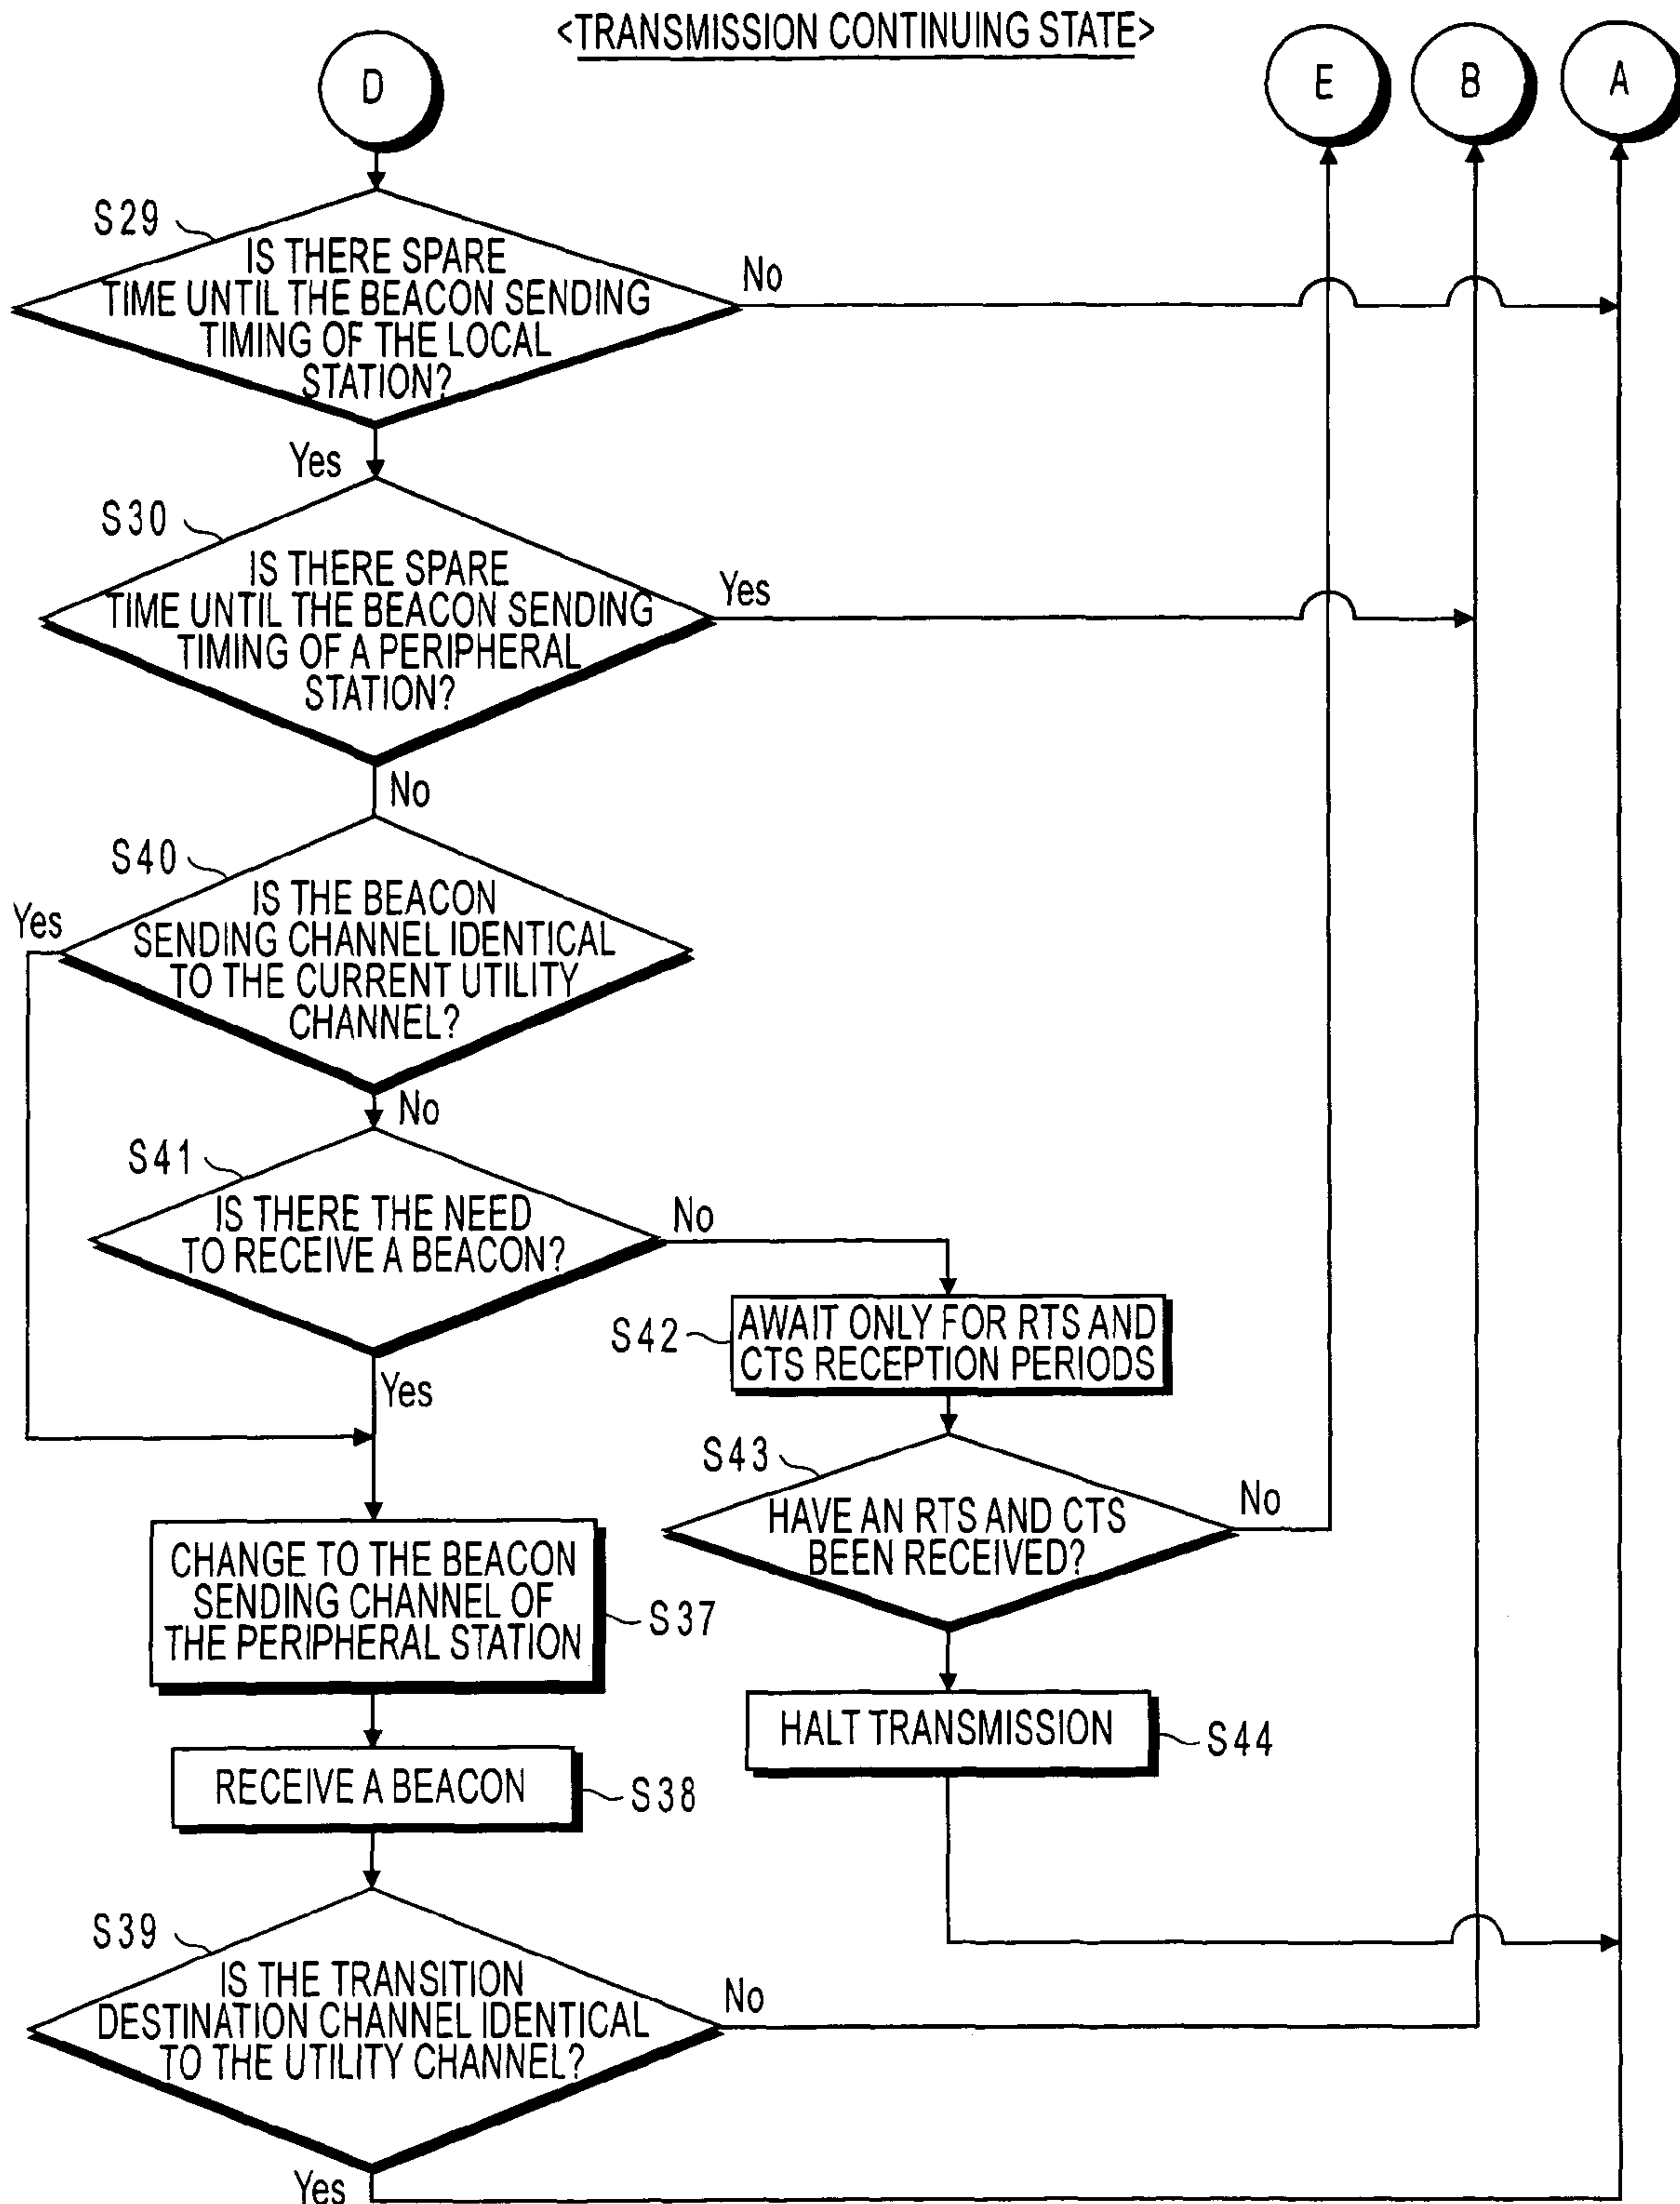 <TRANSMISSION CONTINUING STATE>
D
E
B
A
S29
IS THERE SPARE
TIME UNTIL THE BEACON SENDING
TIMING OF THE LOCAL
STATION?
No
Yes
S30
IS THERE SPARE
TIME UNTIL THE BEACON SENDING
TIMING OF A PERIPHERAL
STATION?
Yes
No
S40
IS THE BEACON
SENDING CHANNEL IDENTICAL
TO THE CURRENT UTILITY
CHANNEL?
Yes
No
S41
IS THERE THE NEED
TO RECEIVE A BEACON?
No
Yes
S42
AWAIT ONLY FOR RTS AND
CTS RECEPTION PERIODS
S43
HAVE AN RTS AND CTS
BEEN RECEIVED?
No
CHANGE TO THE BEACON
SENDING CHANNEL OF
THE PERIPHERAL STATION
S37
HALT TRANSMISSION
S44
RECEIVE A BEACON
S38
S39
IS THE TRANSITION
DESTINATION CHANNEL IDENTICAL
TO THE UTILITY CHANNEL?
No
Yes